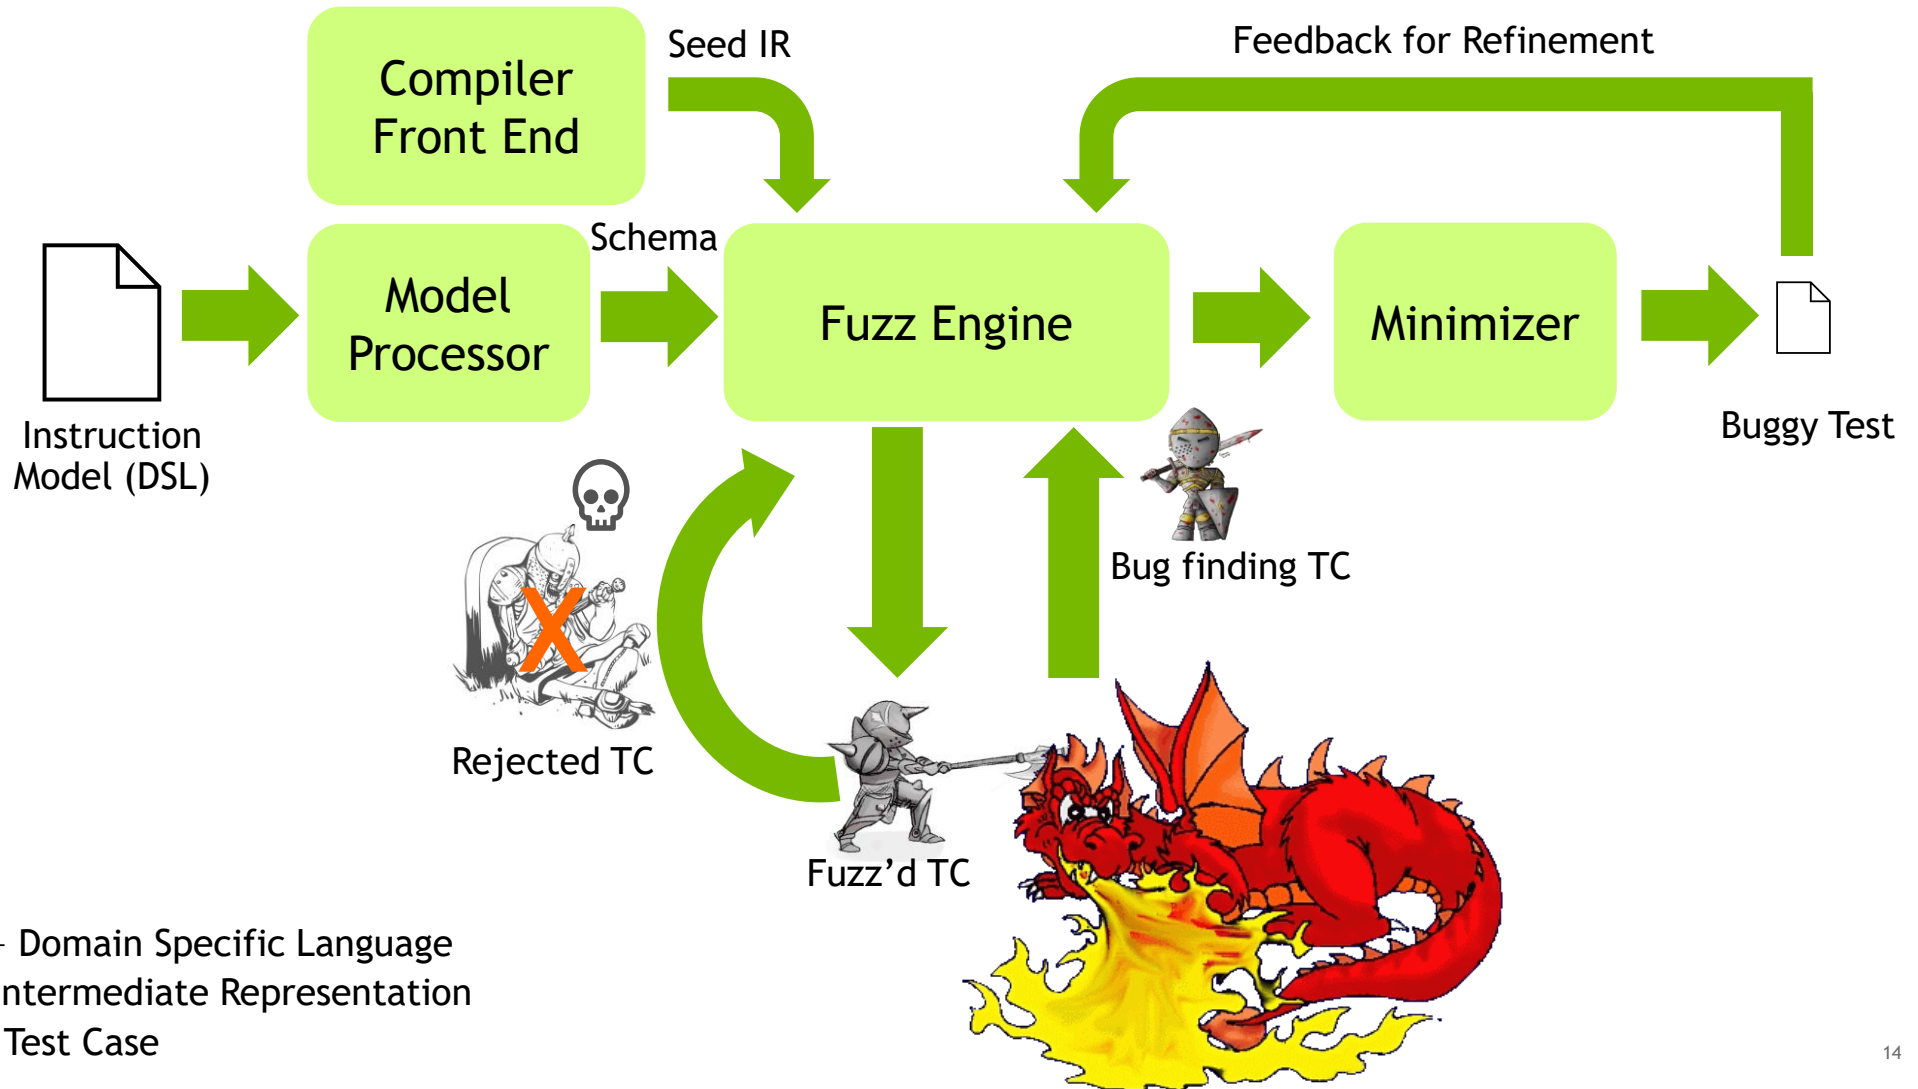 Seed IR
Feedback for Refinement
Compiler
Front End
Schema
Model
Processor
Fuzz Engine
Minimizer
Instruction
Model (DSL)
Buggy Test
Bug finding TC
X
Rejected TC
Fuzz’d TC
– Domain Specific Language
ntermediate Representation
Test Case
14